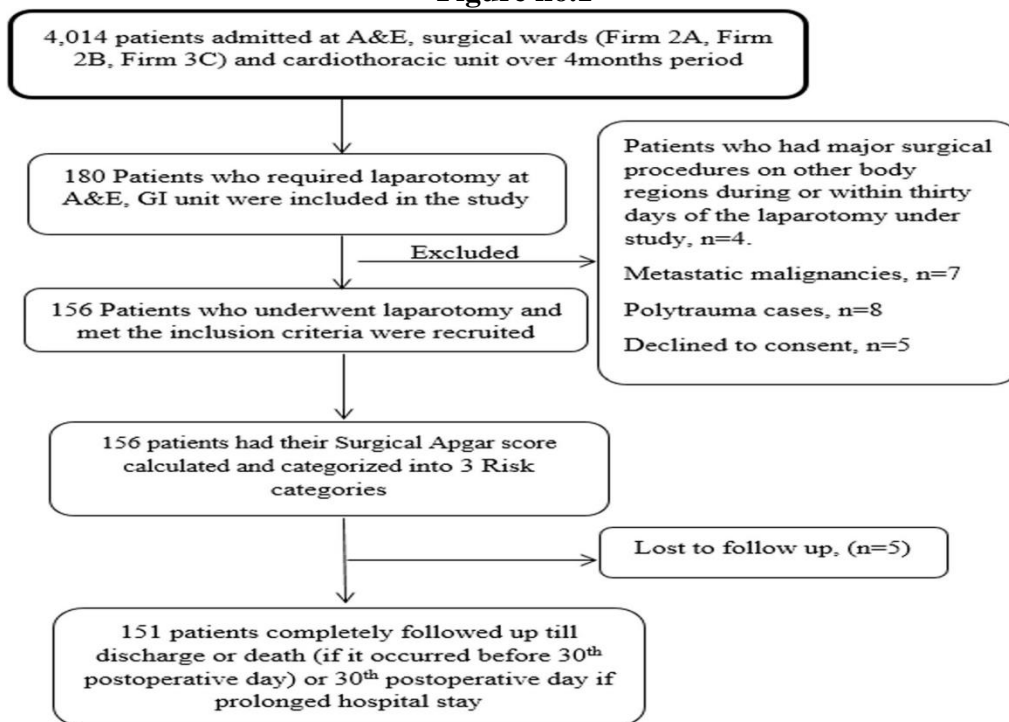 Figure no.1
4,014 patients admitted at A&E, surgical wards (Firm 2A, Firm
2B, Firm 3C) and cardiothoracic unit over 4months period
180 Patients who required laparotomy at
A&E, GI unit were included in the study
Excluded
Patients who had major surgical
procedures on other body
regions during or within thirty
days of the laparotomy under
study, n=4.
Metastatic malignancies, n=7
Polytrauma cases, n=8
Declined to consent, n=5
156 Patients who underwent laparotomy and
met the inclusion criteria were recruited
156 patients had their Surgical Apgar score
calculated and categorized into 3 Risk
categories
Lost to follow up, (n=5)
151 patients completely followed up till
discharge or death (if it occurred before 30th
postoperative day) or 30th postoperative day if
prolonged hospital stay